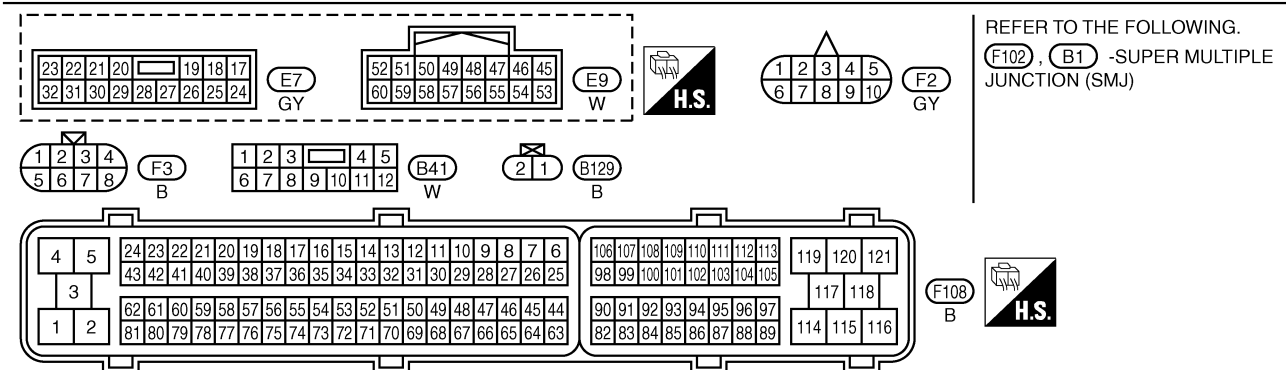 REFER TO THE FOLLOWING.
F102 , B1 -SUPER MULTIPLE
JUNCTION (SMJ)
23 22 21 20 19 18 17
32 31 30 29 28 27 26 25 24
E7
GY
52 51 50 49 48 47 46 45
60 59 58 57 56 55 54 53
E9
W
H.S.
1 2 3 4 5
6 7 8 9 10
F2
GY
1 2 3 4
5 6 7 8
F3
B
1 2 3 4 5
6 7 8 9 10 11 12
B41
W
2 1
B129
B
4 5
3
1 2
24 23 22 21 20 19 18 17 16 15 14 13 12 11 10 9 8 7 6
43 42 41 40 39 38 37 36 35 34 33 32 31 30 29 28 27 26 25
62 61 60 59 58 57 56 55 54 53 52 51 50 49 48 47 46 45 44
81 80 79 78 77 76 75 74 73 72 71 70 69 68 67 66 65 64 63
106 107 108 109 110 111 112 113
98 99 100 101 102 103 104 105
90 91 92 93 94 95 96 97
82 83 84 85 86 87 88 89
119 120 121
117 118
114 115 116
F108
B
H.S.